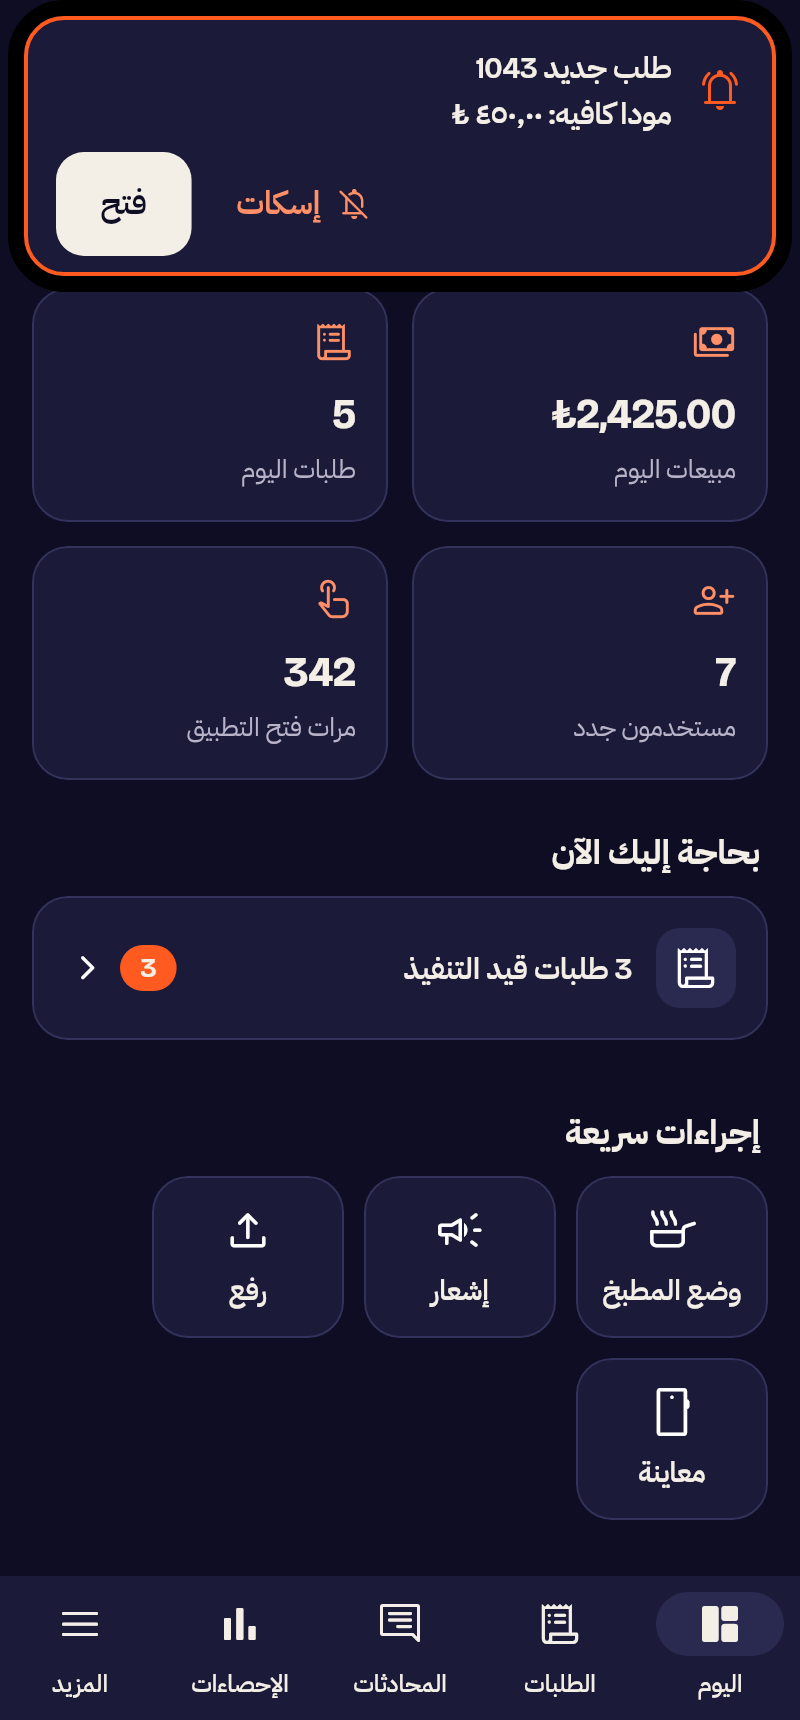 طلب جديد 1043
مودا كافيه: ٤٥٠,٠٠ ₺
إسكات
فتح
₺2,425.00
مبيعات اليوم
5
طلبات اليوم
7
مستخدمون جدد
342
مرات فتح التطبيق
بحاجة إليك الآن
3 طلبات قيد التنفيذ
3
إجراءات سريعة
وضع المطبخ
إشعار
رفع
معاينة
اليوم
الطلبات
المحادثات
الإحصاءات
المزيد